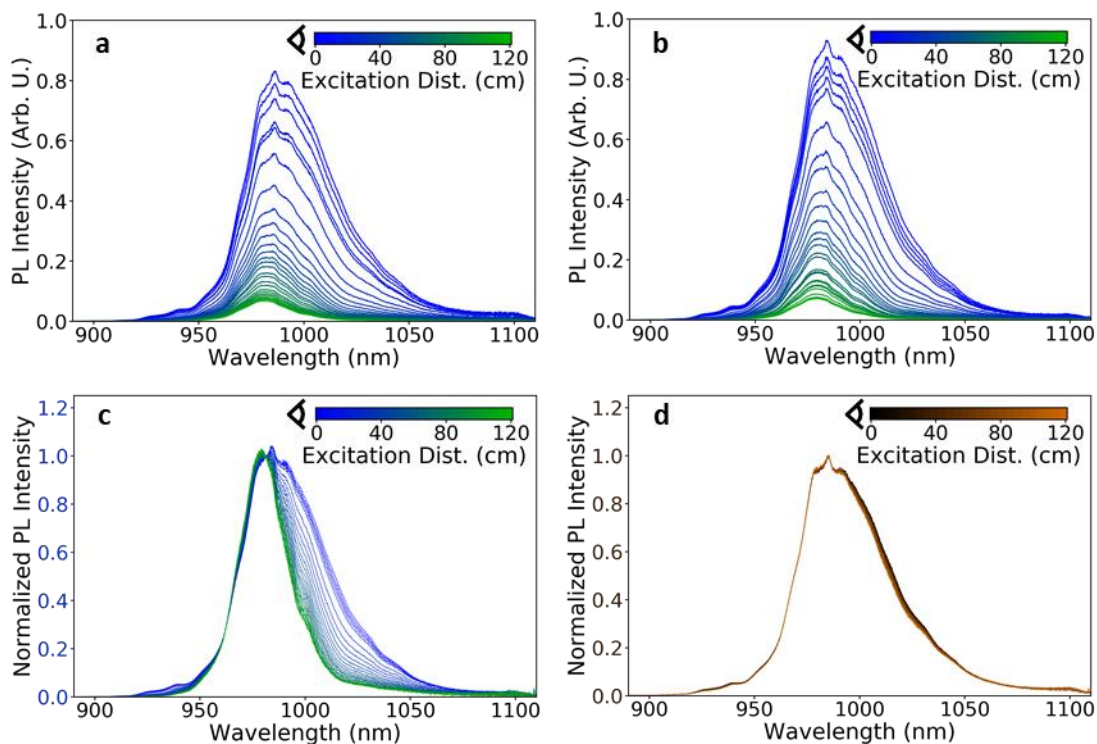 a
0 40 80 120
Excitation Dist. (cm)
PL Intensity (Arb. U.)
1.0
0.8
0.6
0.4
0.2
0.0
900 950 1000 1050 1100
Wavelength (nm)
b
0 40 80 120
Excitation Dist. (cm)
PL Intensity (Arb. U.)
1.0
0.8
0.6
0.4
0.2
0.0
900 950 1000 1050 1100
Wavelength (nm)
c
0 40 80 120
Excitation Dist. (cm)
Normalized PL Intensity
1.2
1.0
0.8
0.6
0.4
0.2
0.0
900 950 1000 1050 1100
Wavelength (nm)
d
0 40 80 120
Excitation Dist. (cm)
Normalized PL Intensity
1.2
1.0
0.8
0.6
0.4
0.2
0.0
900 950 1000 1050 1100
Wavelength (nm)